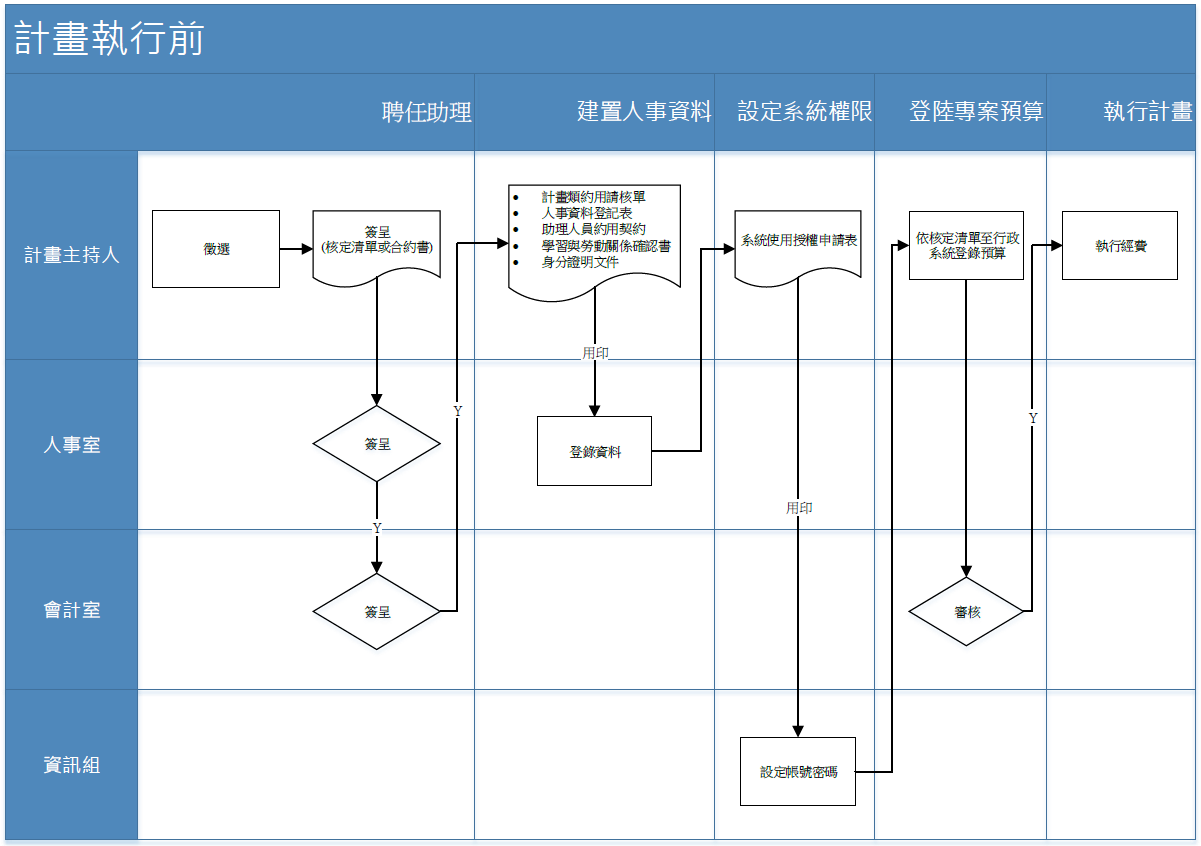 計畫執行前
聘任助理
建置人事資料
設定系統權限
登陸專案預算
執行計畫
計畫主持人
徵選
簽呈
(核定清單或合約書)
• 計畫類約用請核單
• 人事資料登記表
• 助理人員約用契約
• 學習與勞動關係確認書
• 身分證明文件
系統使用授權申請表
依核定清單至行政
系統登錄預算
執行經費
用印
人事室
簽呈
Y
登錄資料
Y
Y
用印
會計室
簽呈
審核
資訊組
設定帳號密碼